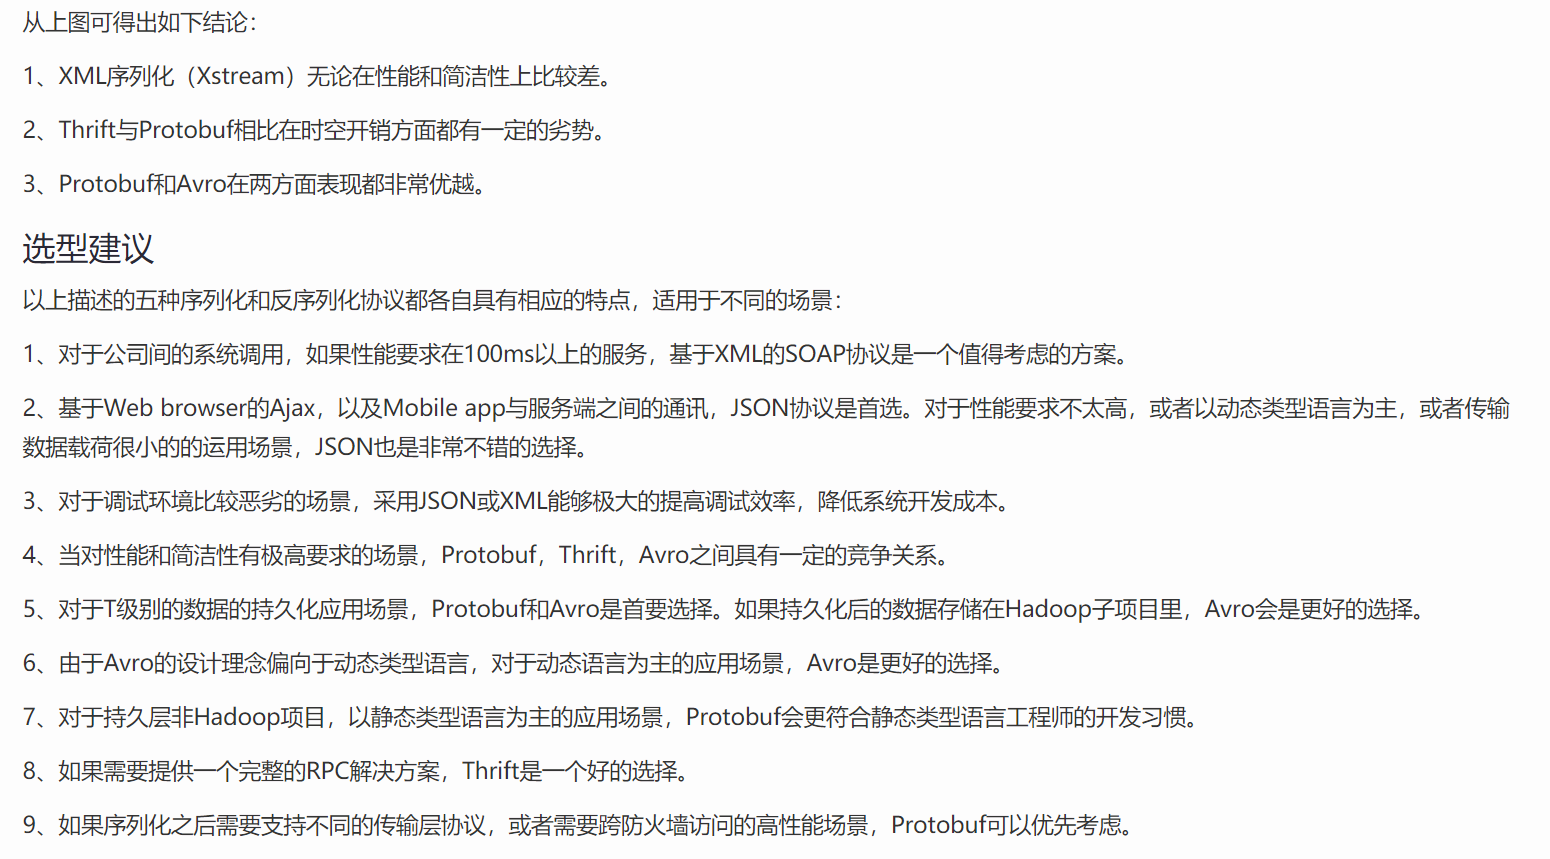 从上图可得出如下结论：
1、XML序列化（Xstream）无论在性能和简洁性上比较差。
2、Thrift与Protobuf相比在时空开销方面都有一定的劣势。
3、Protobuf和Avro在两方面表现都非常优越。
选型建议
以上描述的五种序列化和反序列化协议都各自具有相应的特点，适用于不同的场景：
1、对于公司间的系统调用，如果性能要求在100ms以上的服务，基于XML的SOAP协议是一个值得考虑的方案。
2、基于Web browser的Ajax，以及Mobile app与服务端之间的通讯，JSON协议是首选。对于性能要求不太高，或者以动态类型语言为主，或者传输
数据载荷很小的的运用场景，JSON也是非常不错的选择。
3、对于调试环境比较恶劣的场景，采用JSON或XML能够极大的提高调试效率，降低系统开发成本。
4、当对性能和简洁性有极高要求的场景，Protobuf，Thrift，Avro之间具有一定的竞争关系。
5、对于T级别的数据的持久化应用场景，Protobuf和Avro是首要选择。如果持久化后的数据存储在Hadoop子项目里，Avro会是更好的选择。
6、由于Avro的设计理念偏向于动态类型语言，对于动态语言为主的应用场景，Avro是更好的选择。
7、对于持久层非Hadoop项目，以静态类型语言为主的应用场景，Protobuf会更符合静态类型语言工程师的开发习惯。
8、如果需要提供一个完整的RPC解决方案，Thrift是一个好的选择。
9、如果序列化之后需要支持不同的传输层协议，或者需要跨防火墙访问的高性能场景，Protobuf可以优先考虑。